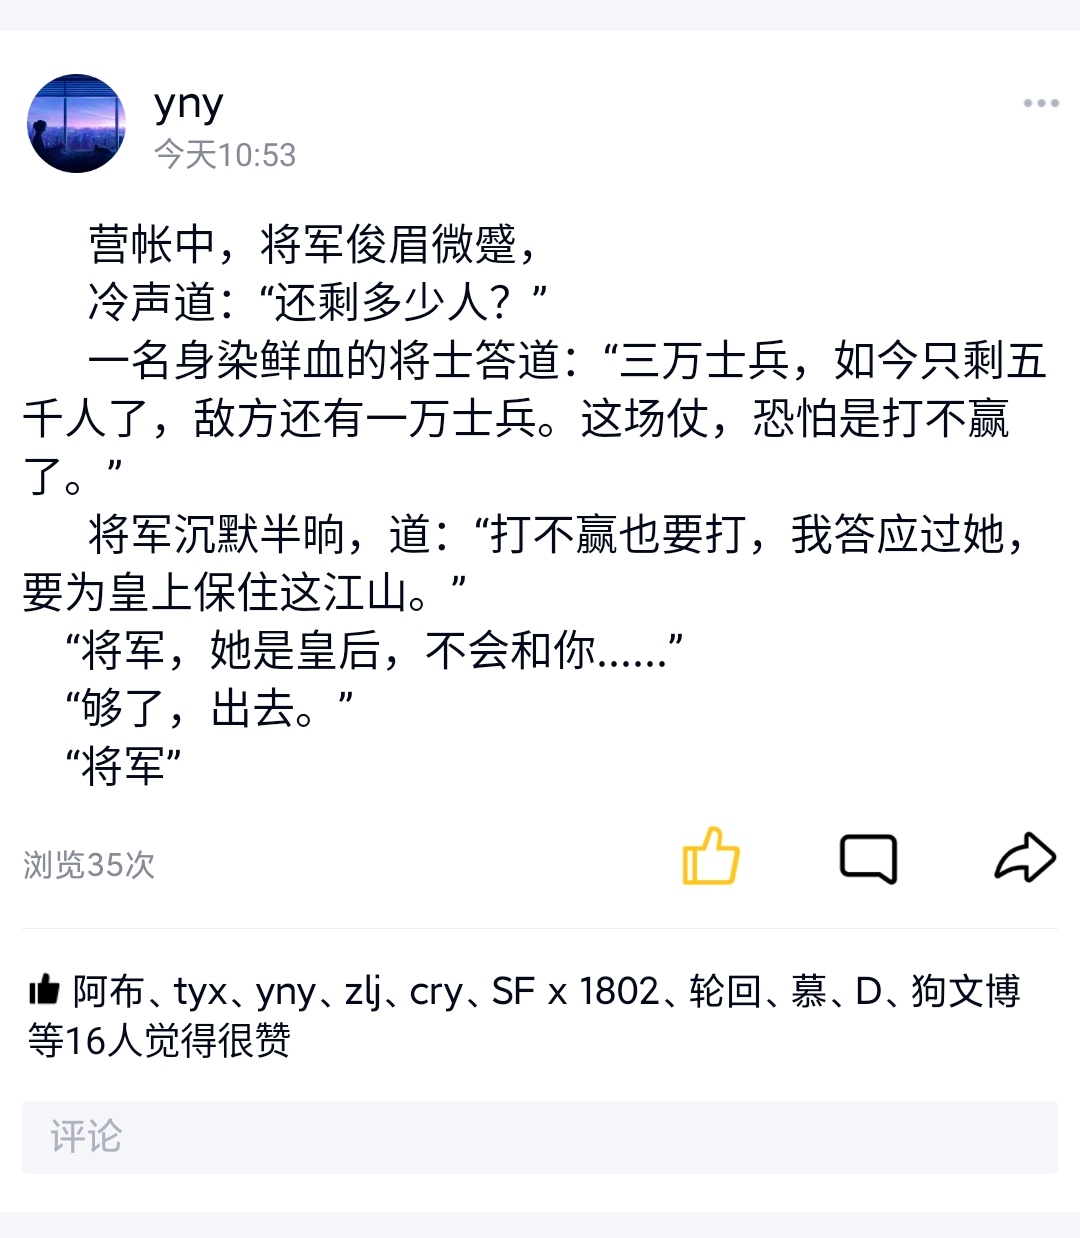 yny
今天10:53
营帐中，将军俊眉微蹙，
冷声道：“还剩多少人？”
一名身染鲜血的将士答道：“三万士兵，如今只剩五
千人了，敌方还有一万士兵。这场仗，恐怕是打不赢
了。”
将军沉默半晌，道：“打不赢也要打，我答应过她，
要为皇上保住这江山。”
“将军，她是皇后，不会和你......”
“够了，出去。”
“将军”
浏览35次
阿布、tyx、yny、zlj、cry、SF x 1802、轮回、慕、D、狗文博
等16人觉得很赞
评论